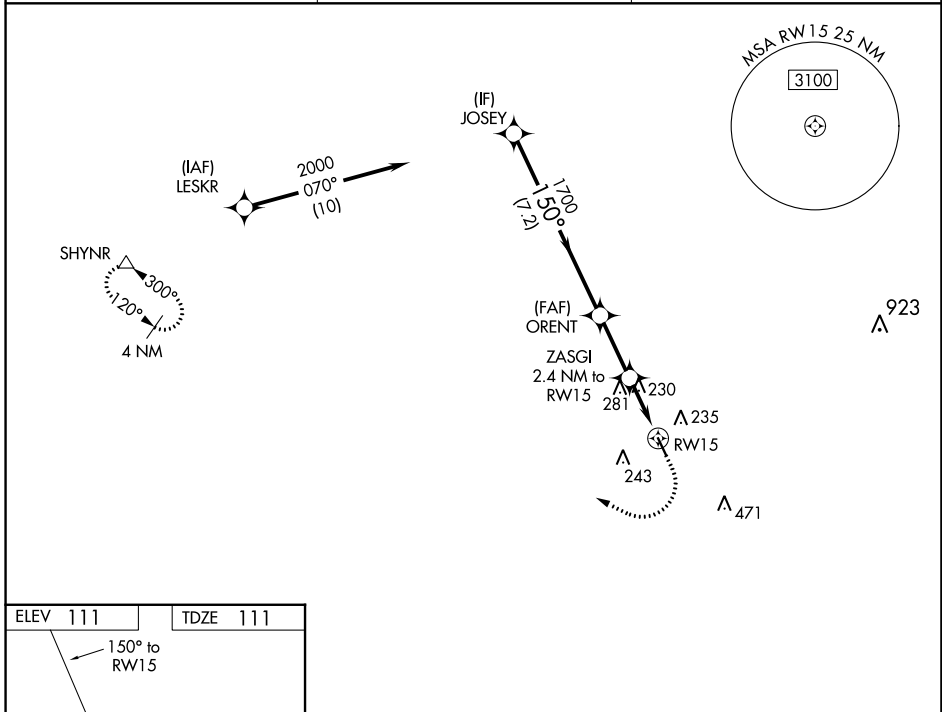 MSA RW15 25 NM
3100
(IF)
JOSEY
(IAF)
LESKR
2000
070°
(10)
1700
150°
(7.2)
SHYNR
300°
120°
4 NM
(FAF)
ORENT
923
ZASGI
2.4 NM to
RW15
281
230
235
RW15
243
471
ELEV 111
TDZE 111
150° to
RW15